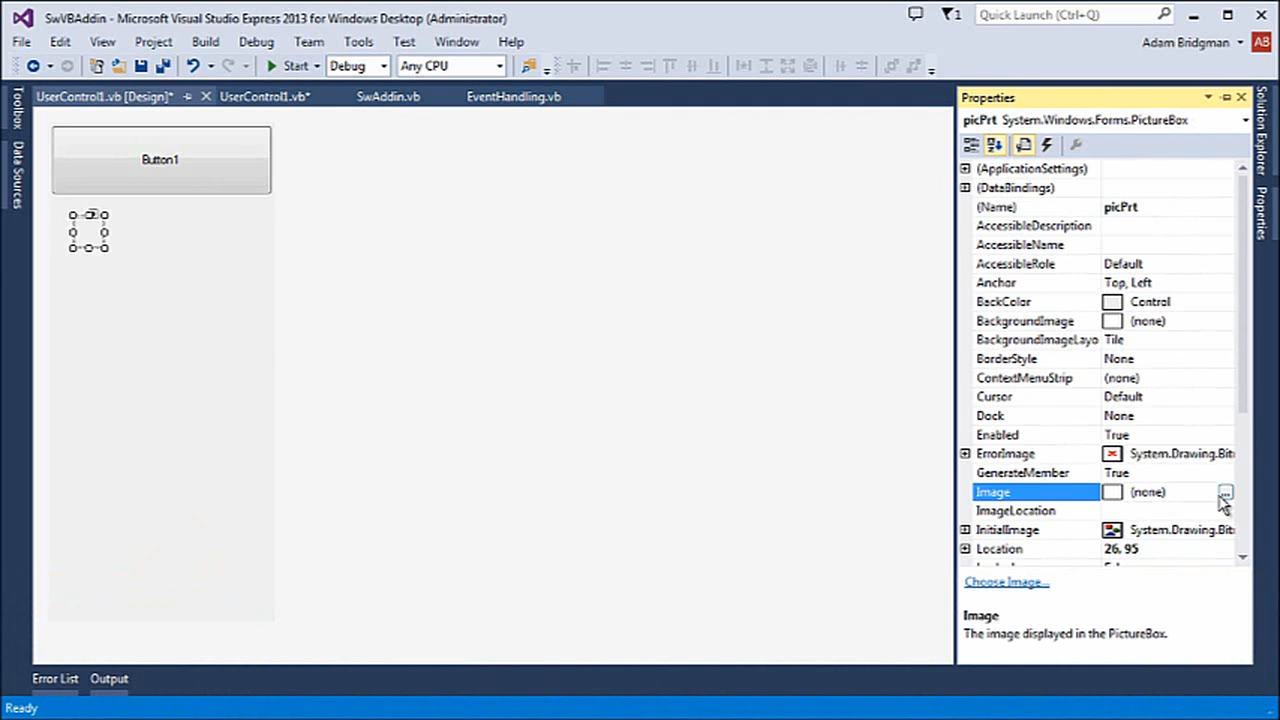 SwVBAddin - Microsoft Visual Studio Express 2013 for Windows Desktop (Administrator)
1
Quick Launch (Ctrl+Q)
File Edit View Project Build Debug Team Tools Test Window Help
Adam Bridgman
AB
Start Debug Any CPU
Toolbox
Data Sources
UserControl1.vb [Design]* UserControl1.vb* SwAddin.vb EventHandling.vb
Button1
Properties
picPrt System.Windows.Forms.PictureBox
(ApplicationSettings)
(DataBindings)
(Name) picPrt
AccessibleDescription
AccessibleName
AccessibleRole Default
Anchor Top, Left
BackColor Control
BackgroundImage (none)
BackgroundImageLayo Tile
BorderStyle None
ContextMenuStrip (none)
Cursor Default
Dock None
Enabled True
ErrorImage System.Drawing.Bit
GenerateMember True
Image (none) ...
ImageLocation
InitialImage System.Drawing.Bit
Location 26, 95
Choose Image...
Image
The image displayed in the PictureBox.
Solution Explorer
Properties
Error List Output
Ready